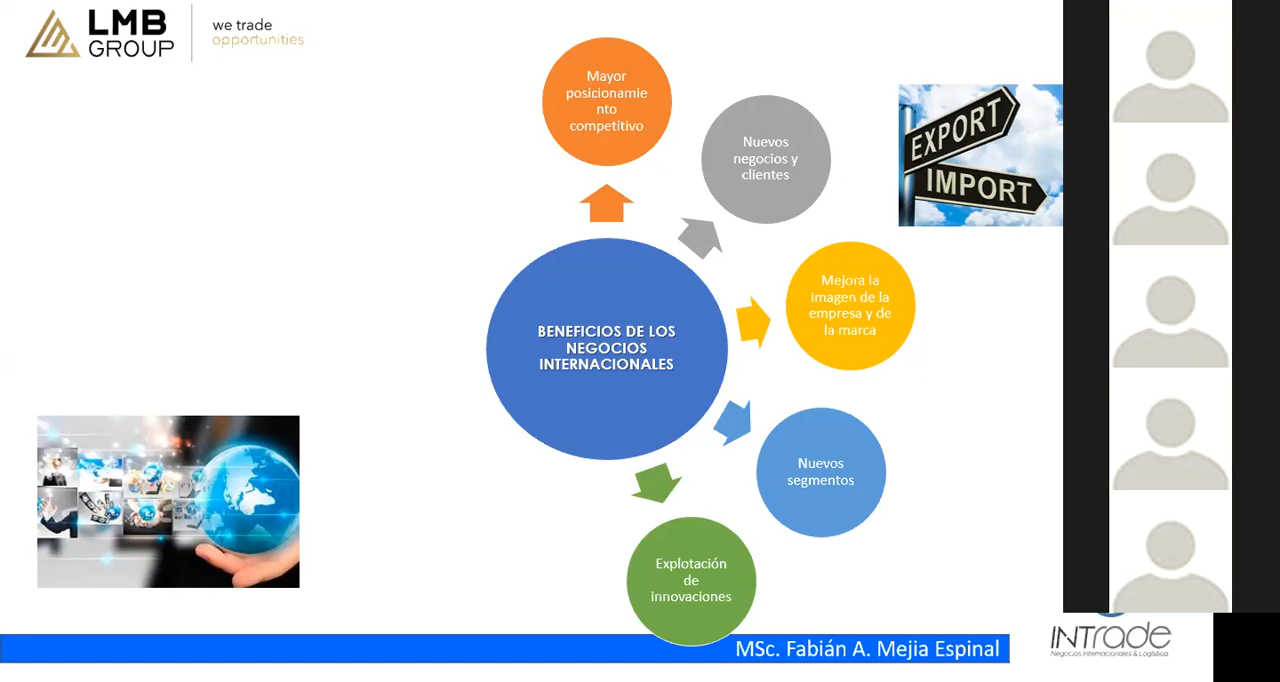 LMB
GROUP
we trade
opportunities
Mayor
posicionamie
nto
competitivo
Nuevos
negocios y
clientes
EXPORT
IMPORT
Mejora la
imagen de la
empresa y de
la marca
BENEFICIOS DE LOS
NEGOCIOS
INTERNACIONALES
Nuevos
segmentos
Explotación
de
innovaciones
MSc. Fabián A. Mejia Espinal
INTrade
Negocios Internacionales & Logística